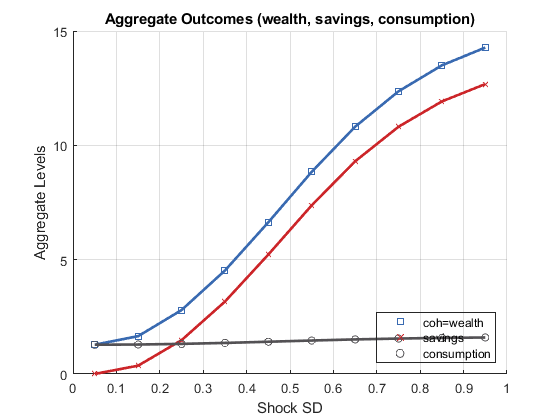 Aggregate Outcomes (wealth, savings, consumption)
15
10
5
0
Aggregate Levels
coh=wealth
savings
consumption
0 0.1 0.2 0.3 0.4 0.5 0.6 0.7 0.8 0.9 1
Shock SD